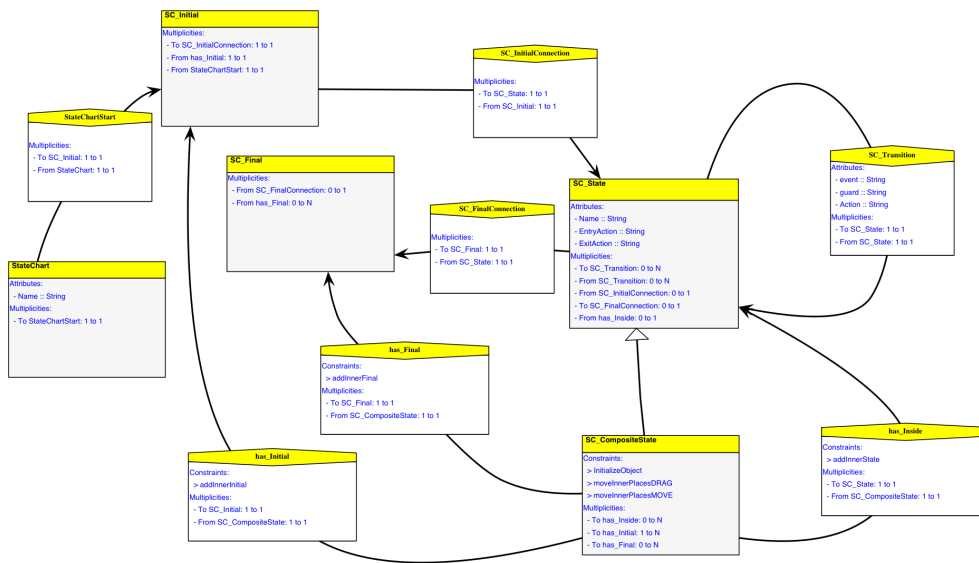 SC_Initial
Multiplicities:
- To SC_InitialConnection: 1 to 1
- From has_Initial: 1 to 1
- From StateChartStart: 1 to 1
SC_InitialConnection
Multiplicities:
- To SC_State: 1 to 1
- From SC_Initial: 1 to 1
StateChartStart
Multiplicities:
- To SC_Initial: 1 to 1
- From StateChart: 1 to 1
SC_Final
Multiplicities:
- From SC_FinalConnection: 0 to 1
- From has_Final: 0 to N
SC_Transition
Attributes:
- event :: String
- guard :: String
- Action :: String
Multiplicities:
- To SC_State: 1 to 1
- From SC_State: 1 to 1
SC_State
Attributes:
- Name :: String
- EntryAction :: String
- ExitAction :: String
Multiplicities:
- To SC_Transition: 0 to N
- From SC_Transition: 0 to N
- From SC_InitialConnection: 0 to 1
- To SC_FinalConnection: 0 to 1
- From has_Inside: 0 to 1
SC_FinalConnection
Multiplicities:
- To SC_Final: 1 to 1
- From SC_State: 1 to 1
StateChart
Attributes:
- Name :: String
Multiplicities:
- To StateChartStart: 1 to 1
has_Final
Constraints:
> addInnerFinal
Multiplicities:
- To SC_Final: 1 to 1
- From SC_CompositeState: 1 to 1
has_Initial
Constraints:
> addInnerInitial
Multiplicities:
- To SC_Initial: 1 to 1
- From SC_CompositeState: 1 to 1
SC_CompositeState
Constraints:
> InitializeObject
> moveInnerPlacesDRAG
> moveInnerPlacesMOVE
Multiplicities:
- To has_Inside: 0 to N
- To has_Initial: 1 to N
- To has_Final: 0 to N
has_Inside
Constraints:
> addInnerState
Multiplicities:
- To SC_State: 1 to 1
- From SC_CompositeState: 1 to 1